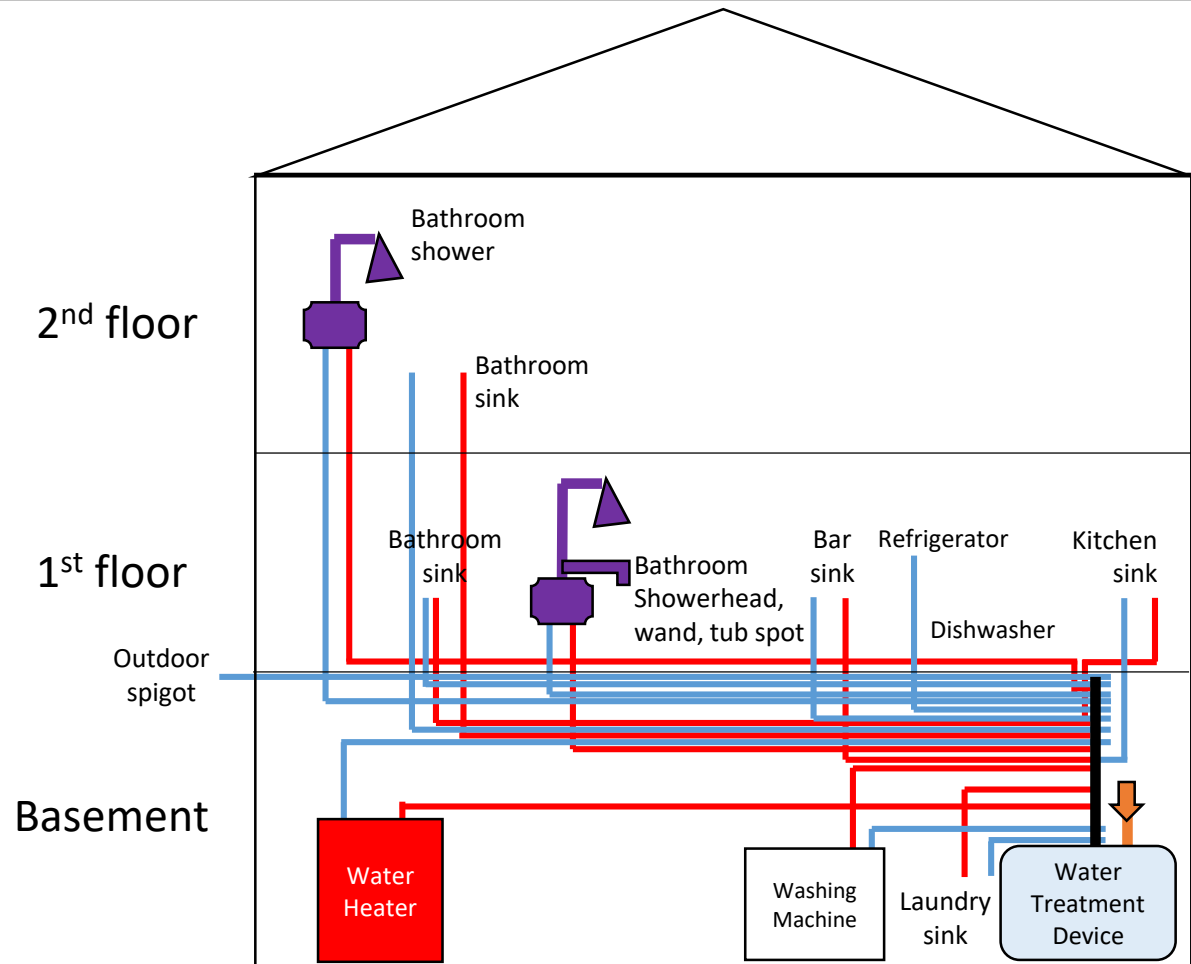 Bathroom
shower
2nd floor
Bathroom
sink
Bathroom
sink
1st floor
Bathroom
Showerhead,
wand, tub spot
Bar
sink
Refrigerator
Kitchen
sink
Dishwasher
Outdoor
spigot
Basement
Water
Heater
Washing
Machine
Laundry
sink
Water
Treatment
Device